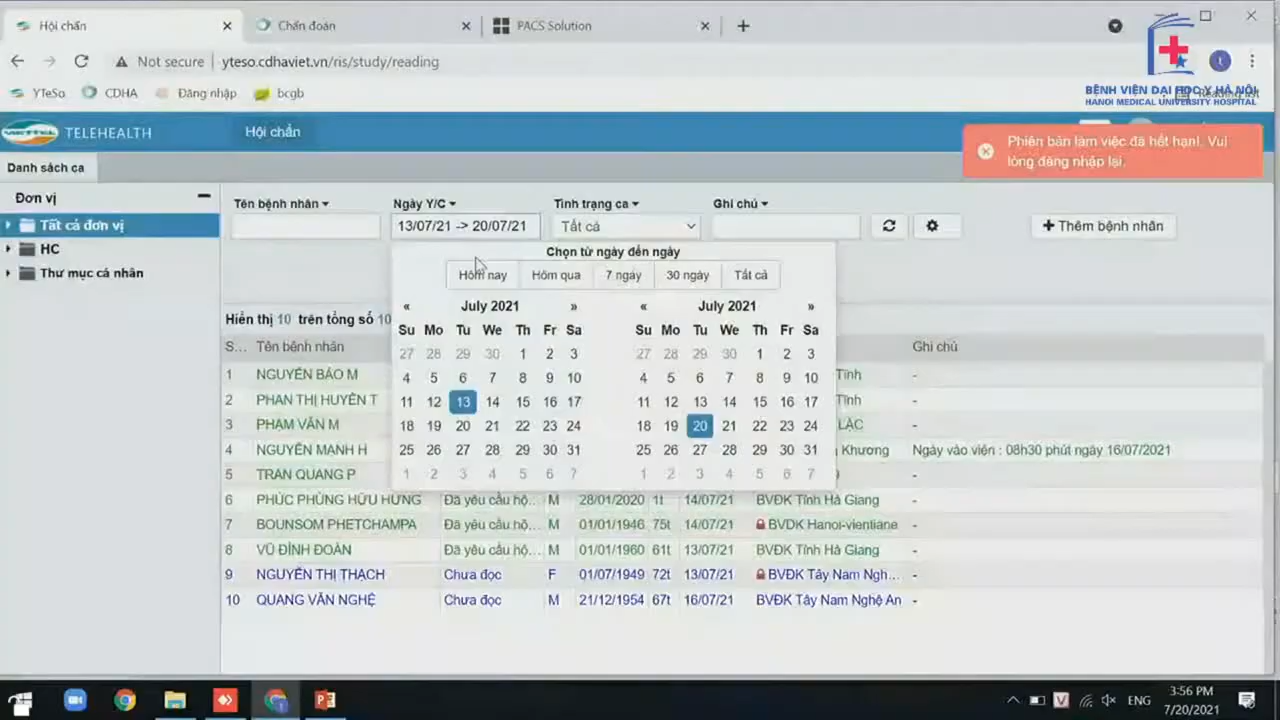 Hội chẩn
Chẩn đoán
PACS Solution
Not secure
yteso.cdhaviet.vn/ris/study/reading
YTeSo
CDHA
Đăng nhập
bcgb
BỆNH VIỆN ĐẠI HỌC Y HÀ NỘI
HANOI MEDICAL UNIVERSITY HOSPITAL
VIETTEL
TELEHEALTH
Hội chẩn
Phiên bản làm việc đã hết hạn!. Vui
lòng đăng nhập lại.
Danh sách ca
Đơn vị
Tất cả đơn vị
HC
Thư mục cá nhân
Tên bệnh nhân
Ngày Y/C
Tình trạng ca
Ghi chú
13/07/21 -> 20/07/21
Tất cả
Thêm bệnh nhân
Chọn từ ngày đến ngày
Hôm nay Hôm qua 7 ngày 30 ngày Tất cả
« July 2021 » « July 2021 »
Su Mo Tu We Th Fr Sa Su Mo Tu We Th Fr Sa
27 28 29 30 1 2 3 27 28 29 30 1 2 3
4 5 6 7 8 9 10 4 5 6 7 8 9 10
11 12 13 14 15 16 17 11 12 13 14 15 16 17
18 19 20 21 22 23 24 18 19 20 21 22 23 24
25 26 27 28 29 30 31 25 26 27 28 29 30 31
1 2 3 4 5 6 7 1 2 3 4 5 6 7
Hiển thị 10 trên tổng số 10
S... Tên bệnh nhân Ghi chú
1 NGUYỄN BẢO M Tĩnh -
2 PHAN THỊ HUYỀN T Tĩnh -
3 PHẠM VĂN M LẠC -
4 NGUYỄN MẠNH H Khương Ngày vào viện : 08h30 phút ngày 16/07/2021
5 TRAN QUANG P -
6 PHÚC PHÙNG HỮU HƯNG Đã yêu cầu hộ... M 28/01/2020 1t 14/07/21 BVĐK Tỉnh Hà Giang -
7 BOUNSOM PHETCHAMPA Đã yêu cầu hộ... M 01/01/1946 75t 14/07/21 BVDK Hanoi-vientiane -
8 VŨ ĐÌNH ĐOÀN Đã yêu cầu hộ... M 01/01/1960 61t 13/07/21 BVĐK Tỉnh Hà Giang -
9 NGUYỄN THỊ THẠCH Chưa đọc F 01/07/1949 72t 13/07/21 BVĐK Tây Nam Ngh... -
10 QUANG VĂN NGHỆ Chưa đọc M 21/12/1954 67t 16/07/21 BVĐK Tây Nam Nghệ An -
ENG
3:56 PM
7/20/2021